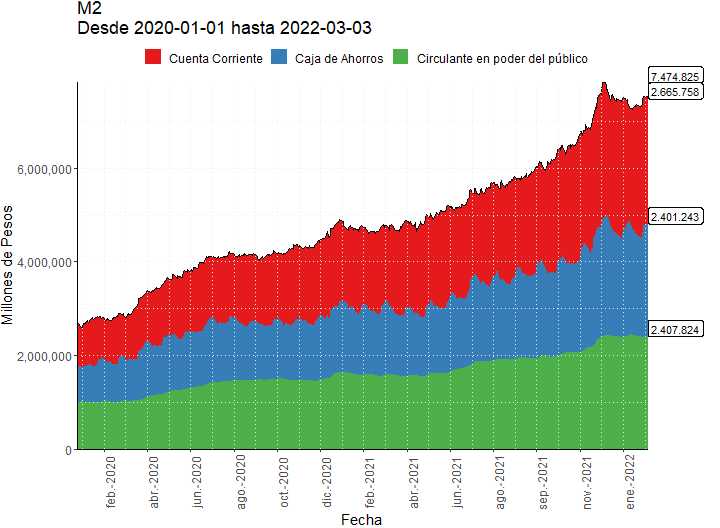 M2
Desde 2020-01-01 hasta 2022-03-03
Cuenta Corriente Caja de Ahorros Circulante en poder del público
7.474.825
2.665.758
2.401.243
2.407.824
6,000,000
4,000,000
2,000,000
0
Millones de Pesos
feb.-2020
abr.-2020
jun.-2020
ago.-2020
oct.-2020
dic.-2020
feb.-2021
abr.-2021
jun.-2021
ago.-2021
sep.-2021
nov.-2021
ene.-2022
Fecha